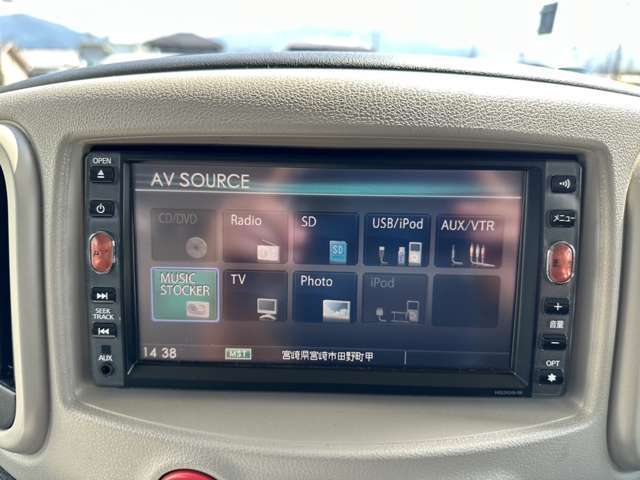 OPEN
AV SOURCE
メニュー
CD/DVD
Radio
SD
USB/iPod
AUX/VTR
SD
MUSIC
STOCKER
TV
Photo
iPod
SEEK
TRACK
音量
14 38
MST
宮崎県宮崎市田野町甲
AUX
OPT